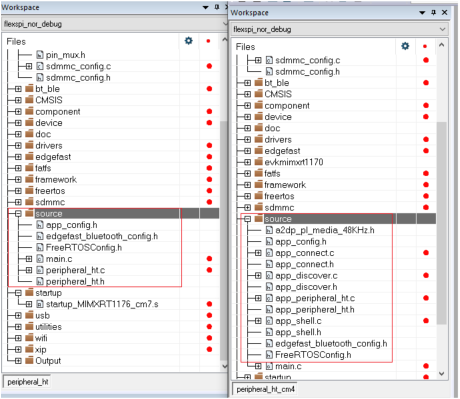 Workspace
flexspi_nor_debug
Files
pin_mux.h
sdmmc_config.c
sdmmc_config.h
bt_ble
CMSIS
component
device
doc
drivers
edgefast
fatfs
framework
freertos
sdmmc
source
app_config.h
edgefast_bluetooth_config.h
FreeRTOSConfig.h
main.c
peripheral_ht.c
peripheral_ht.h
startup
startup_MIMXRT1176_cm7.s
usb
utilities
wifi
xip
Output
peripheral_ht
Workspace
flexspi_nor_debug
Files
sdmmc_config.c
sdmmc_config.h
bt_ble
CMSIS
component
device
doc
drivers
edgefast
evkmimxrt1170
fatfs
framework
freertos
sdmmc
source
a2dp_pl_media_48KHz.h
app_config.h
app_connect.c
app_connect.h
app_discover.c
app_discover.h
app_peripheral_ht.c
app_peripheral_ht.h
app_shell.c
app_shell.h
edgefast_bluetooth_config.h
FreeRTOSConfig.h
main.c
startup
peripheral_ht_cm4